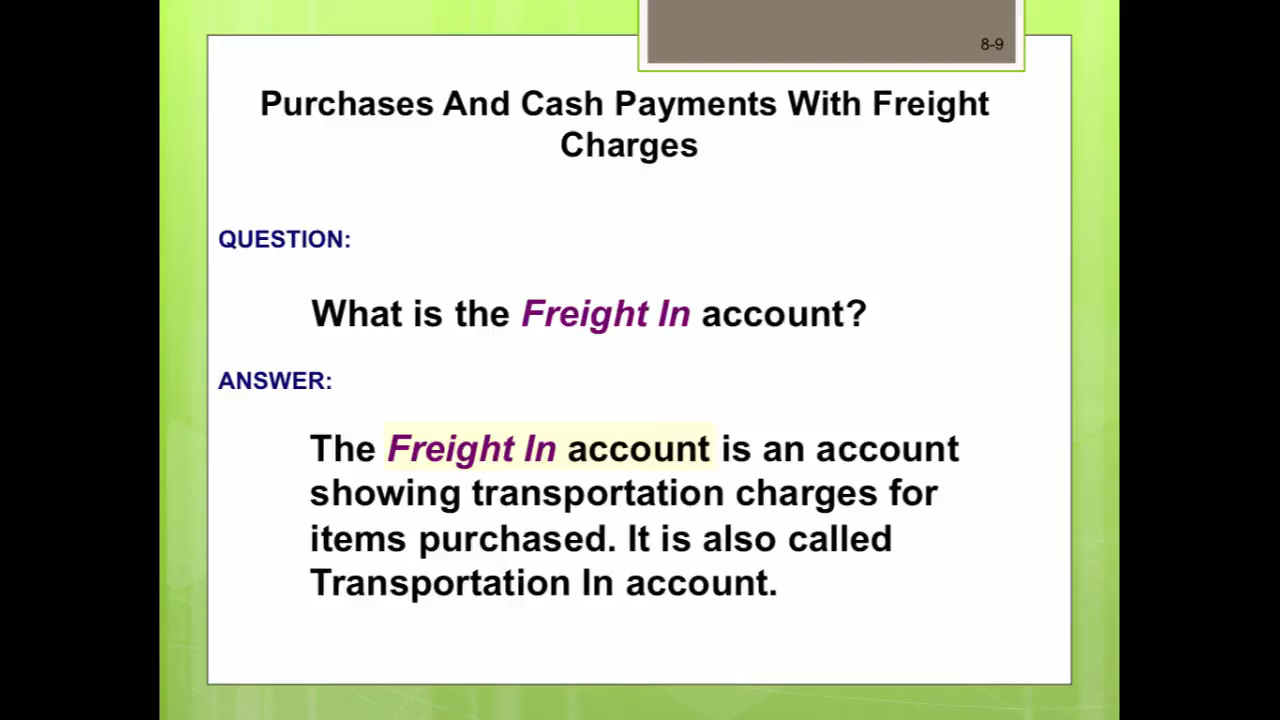 8-9
Purchases And Cash Payments With Freight
Charges
QUESTION:
What is the Freight In account?
ANSWER:
The Freight In account is an account
showing transportation charges for
items purchased. It is also called
Transportation In account.